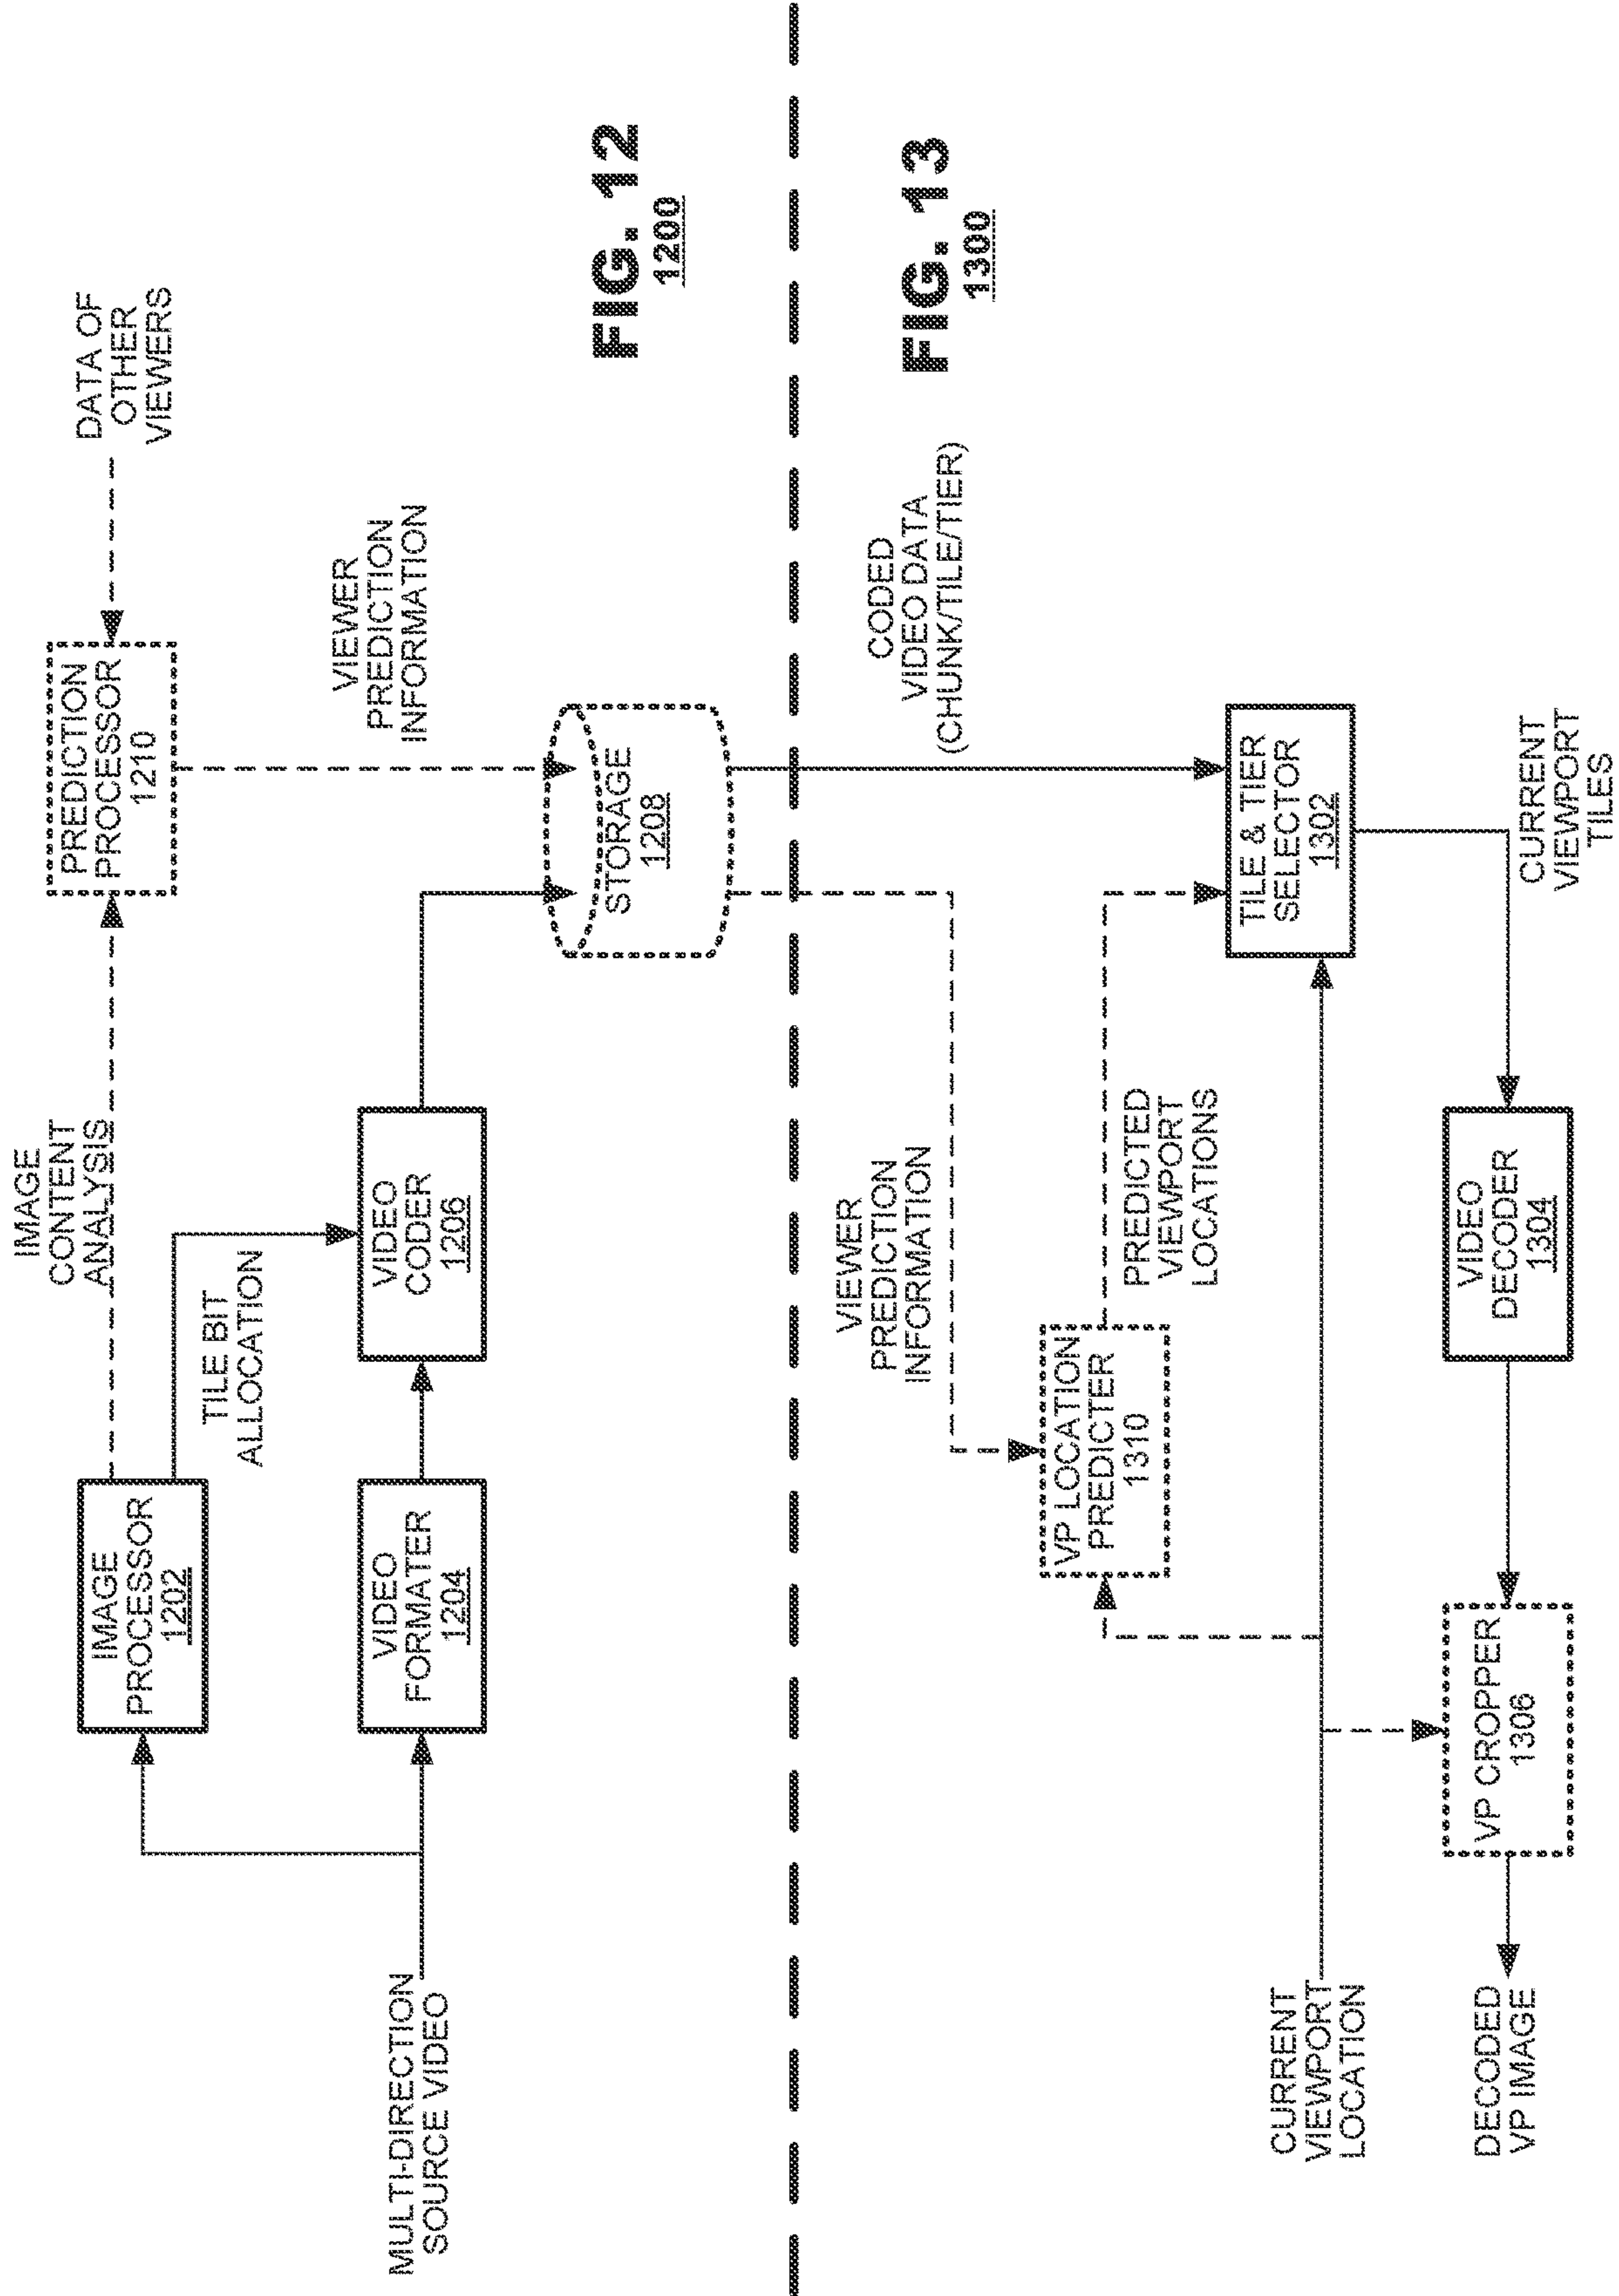 IMAGE
CONTENT
ANALYSIS
DATA OF
OTHER
VIEWERS
IMAGE
PROCESSOR
1202
PREDICTION
PROCESSOR
1210
TILE BIT
ALLOCATION
VIEWER
PREDICTION
INFORMATION
MULTI-DIRECTION
SOURCE VIDEO
VIDEO
FORMATER
1204
VIDEO
CODER
1206
STORAGE
1208
FIG. 12
1200
FIG. 13
1300
VIEWER
PREDICTION
INFORMATION
CODED
VIDEO DATA
(CHUNK/TILE/TIER)
VP LOCATION
PREDICTER
1310
PREDICTED
VIEWPORT
LOCATIONS
CURRENT
VIEWPORT
LOCATION
TILE & TIER
SELECTOR
1302
DECODED
VP IMAGE
VP CROPPER
1306
VIDEO
DECODER
1304
CURRENT
VIEWPORT
TILES